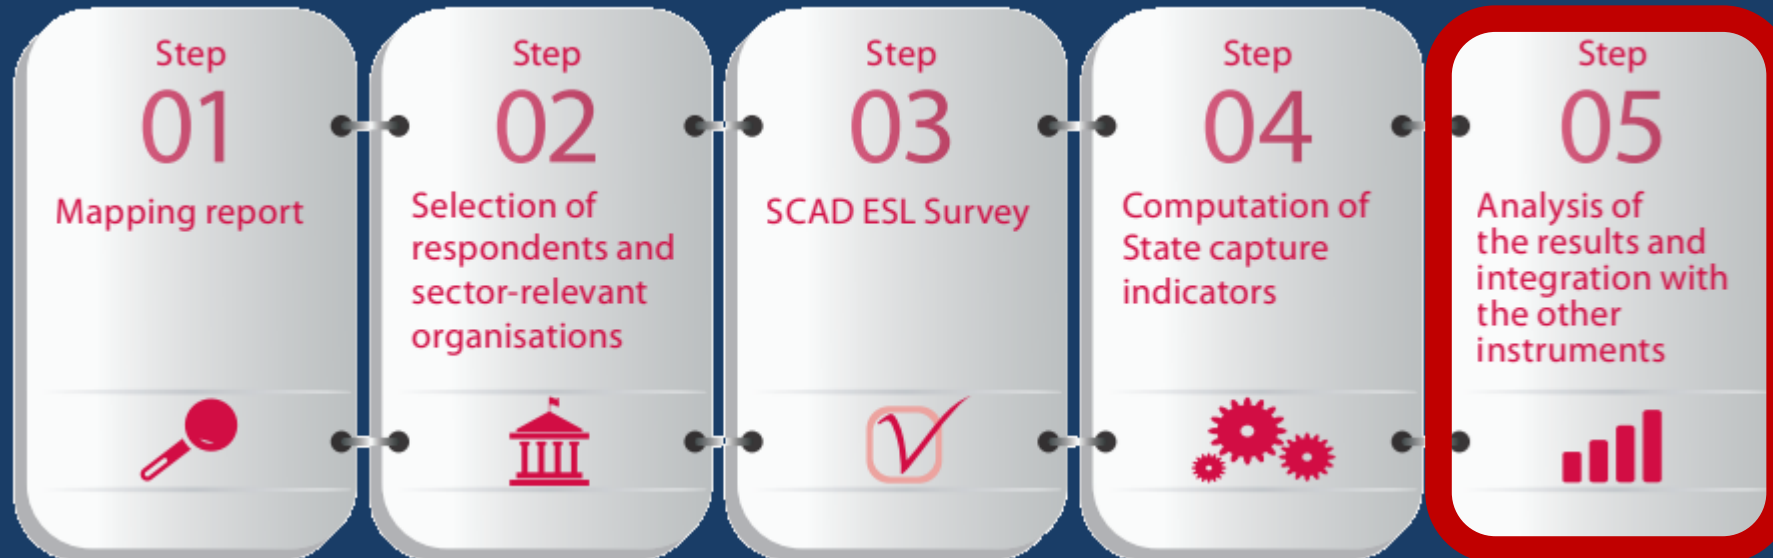 Step
01
Mapping report
Step
02
Selection of
respondents and
sector-relevant
organisations
Step
03
SCAD ESL Survey
Step
04
Computation of
State capture
indicators
Step
05
Analysis of
the results and
integration with
the other
instruments